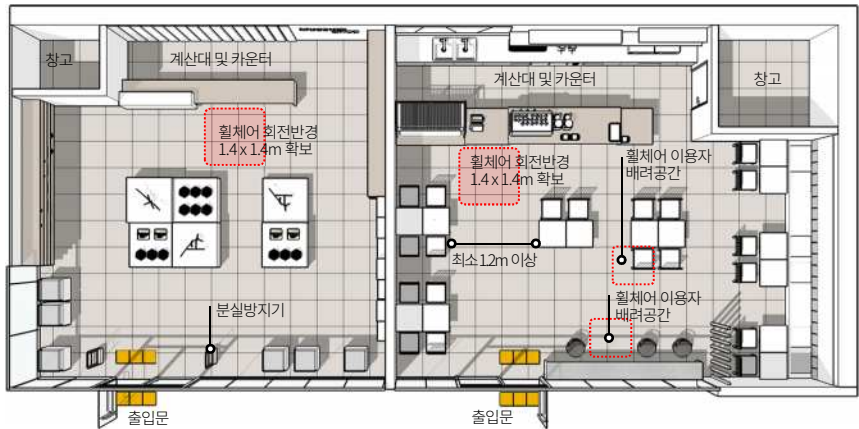 창고
계산대 및 카운터
휠체어 회전반경
1.4 x 1.4m 확보
분실방지기
출입문
계산대 및 카운터
창고
휠체어 회전반경
1.4 x 1.4m 확보
휠체어 이용자
배려공간
최소 1.2m 이상
휠체어 이용자
배려공간
출입문